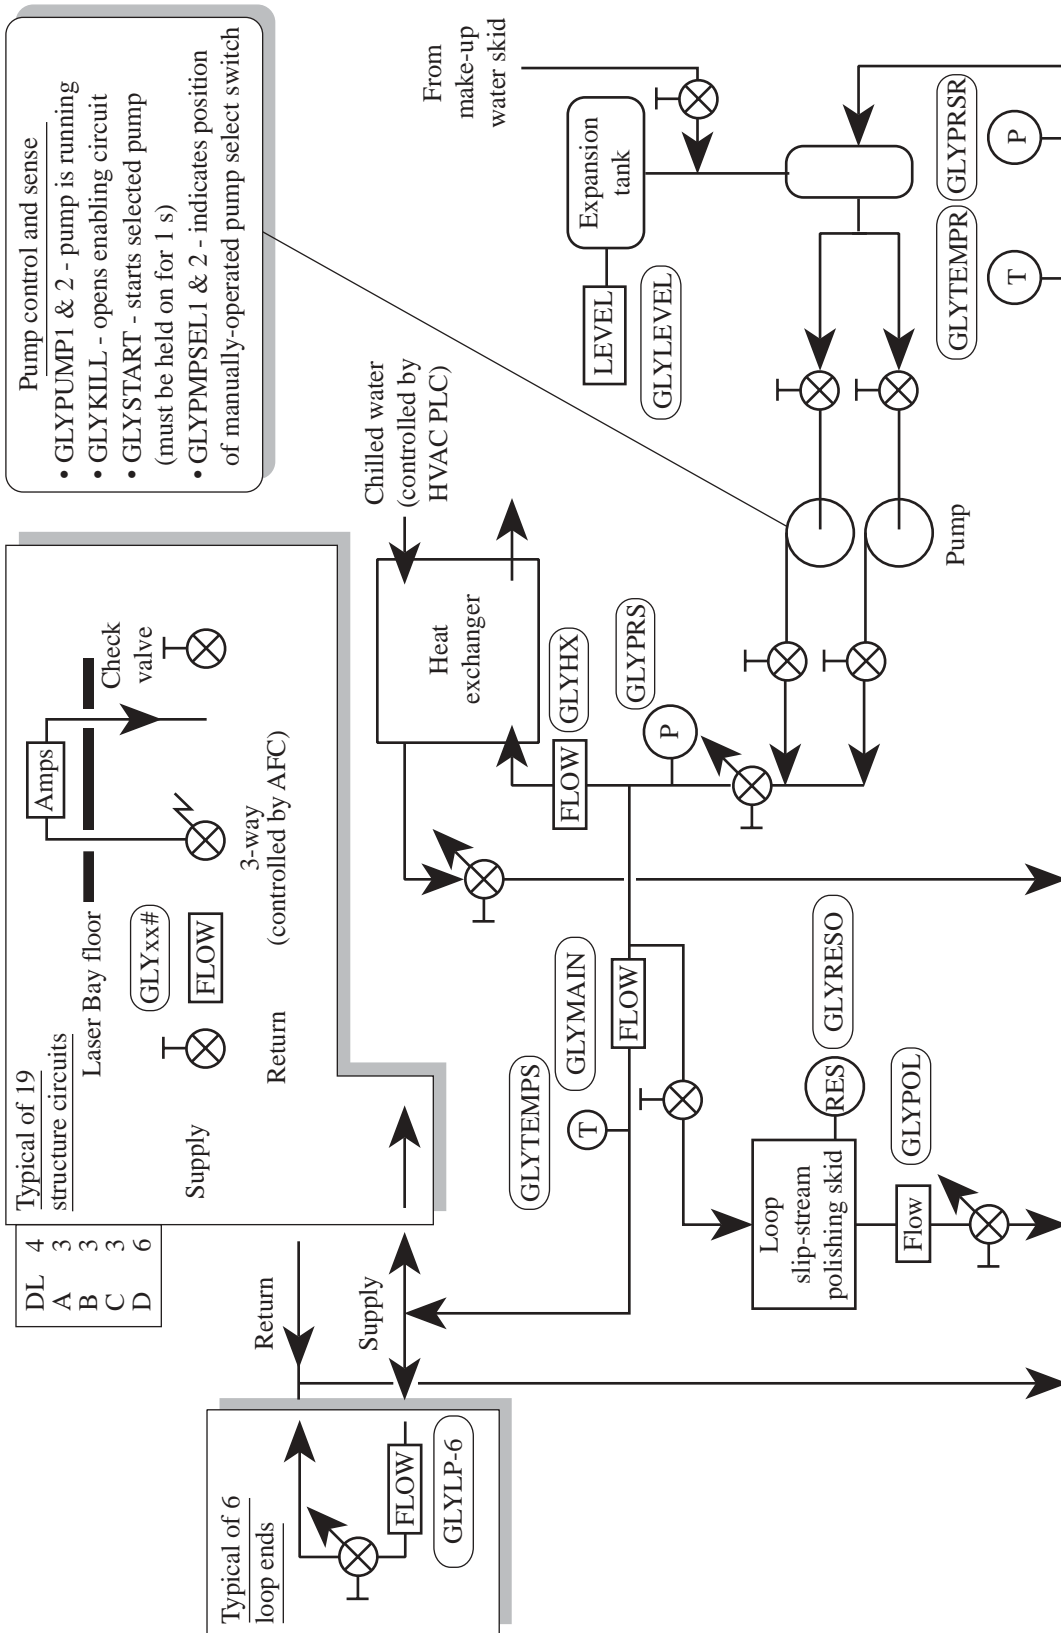 Typical of 6
loop ends
FLOW
GLYLP-6
Return
Supply
DL 4
A 3
B 3
C 3
D 6
Typical of 19
structure circuits
Laser Bay floor
Amps
Supply
Return
GLYxx#
FLOW
3-way
(controlled by AFC)
Check
valve
Pump control and sense
• GLYPUMP1 & 2 - pump is running
• GLYKILL - opens enabling circuit
• GLYSTART - starts selected pump
(must be held on for 1 s)
• GLYPMPSEL1 & 2 - indicates position
of manually-operated pump select switch
Chilled water
(controlled by
HVAC PLC)
Heat
exchanger
From
make-up
water skid
Expansion
tank
LEVEL
GLYLEVEL
GLYTEMPS
T
GLYMAIN
FLOW
FLOW
GLYHX
GLYPRS
P
Loop
slip-stream
polishing skid
RES
GLYRESO
Flow
GLYPOL
Pump
GLYTEMPR
T
GLYPRSR
P